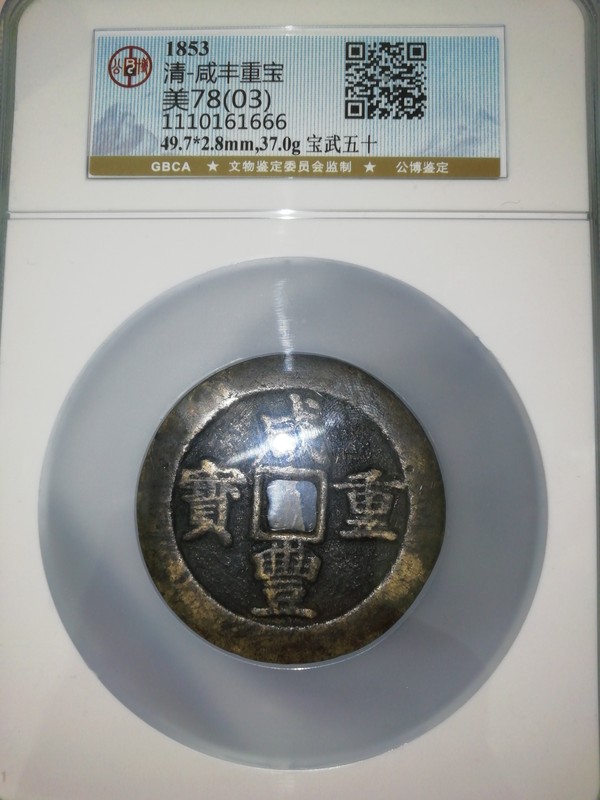 1853
清-咸丰重宝
美78(03)
1110161666
49.7*2.8mm,37.0g 宝武五十
GBCA ★ 文物鉴定委员会监制 ★ 公博鉴定
公 博
咸
寶 重
豐